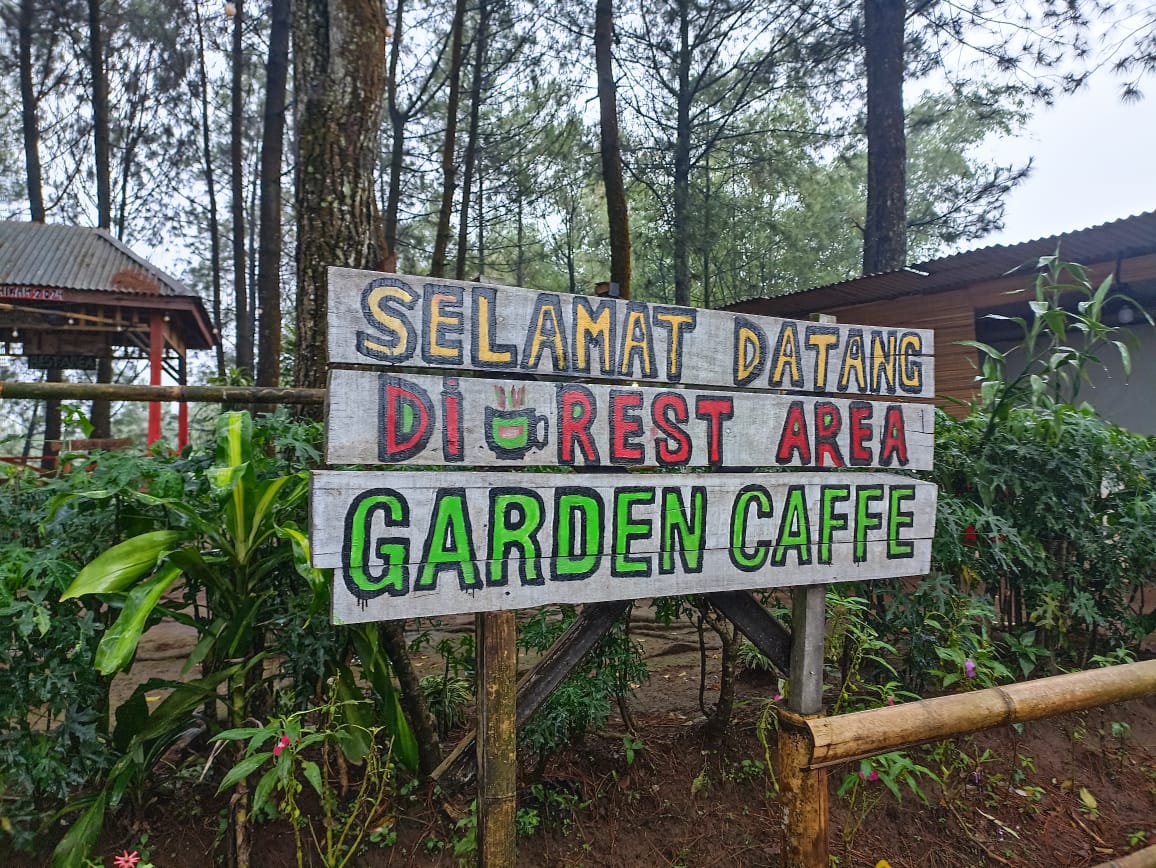 SELAMAT DATANG
DI REST AREA
GARDEN CAFFE